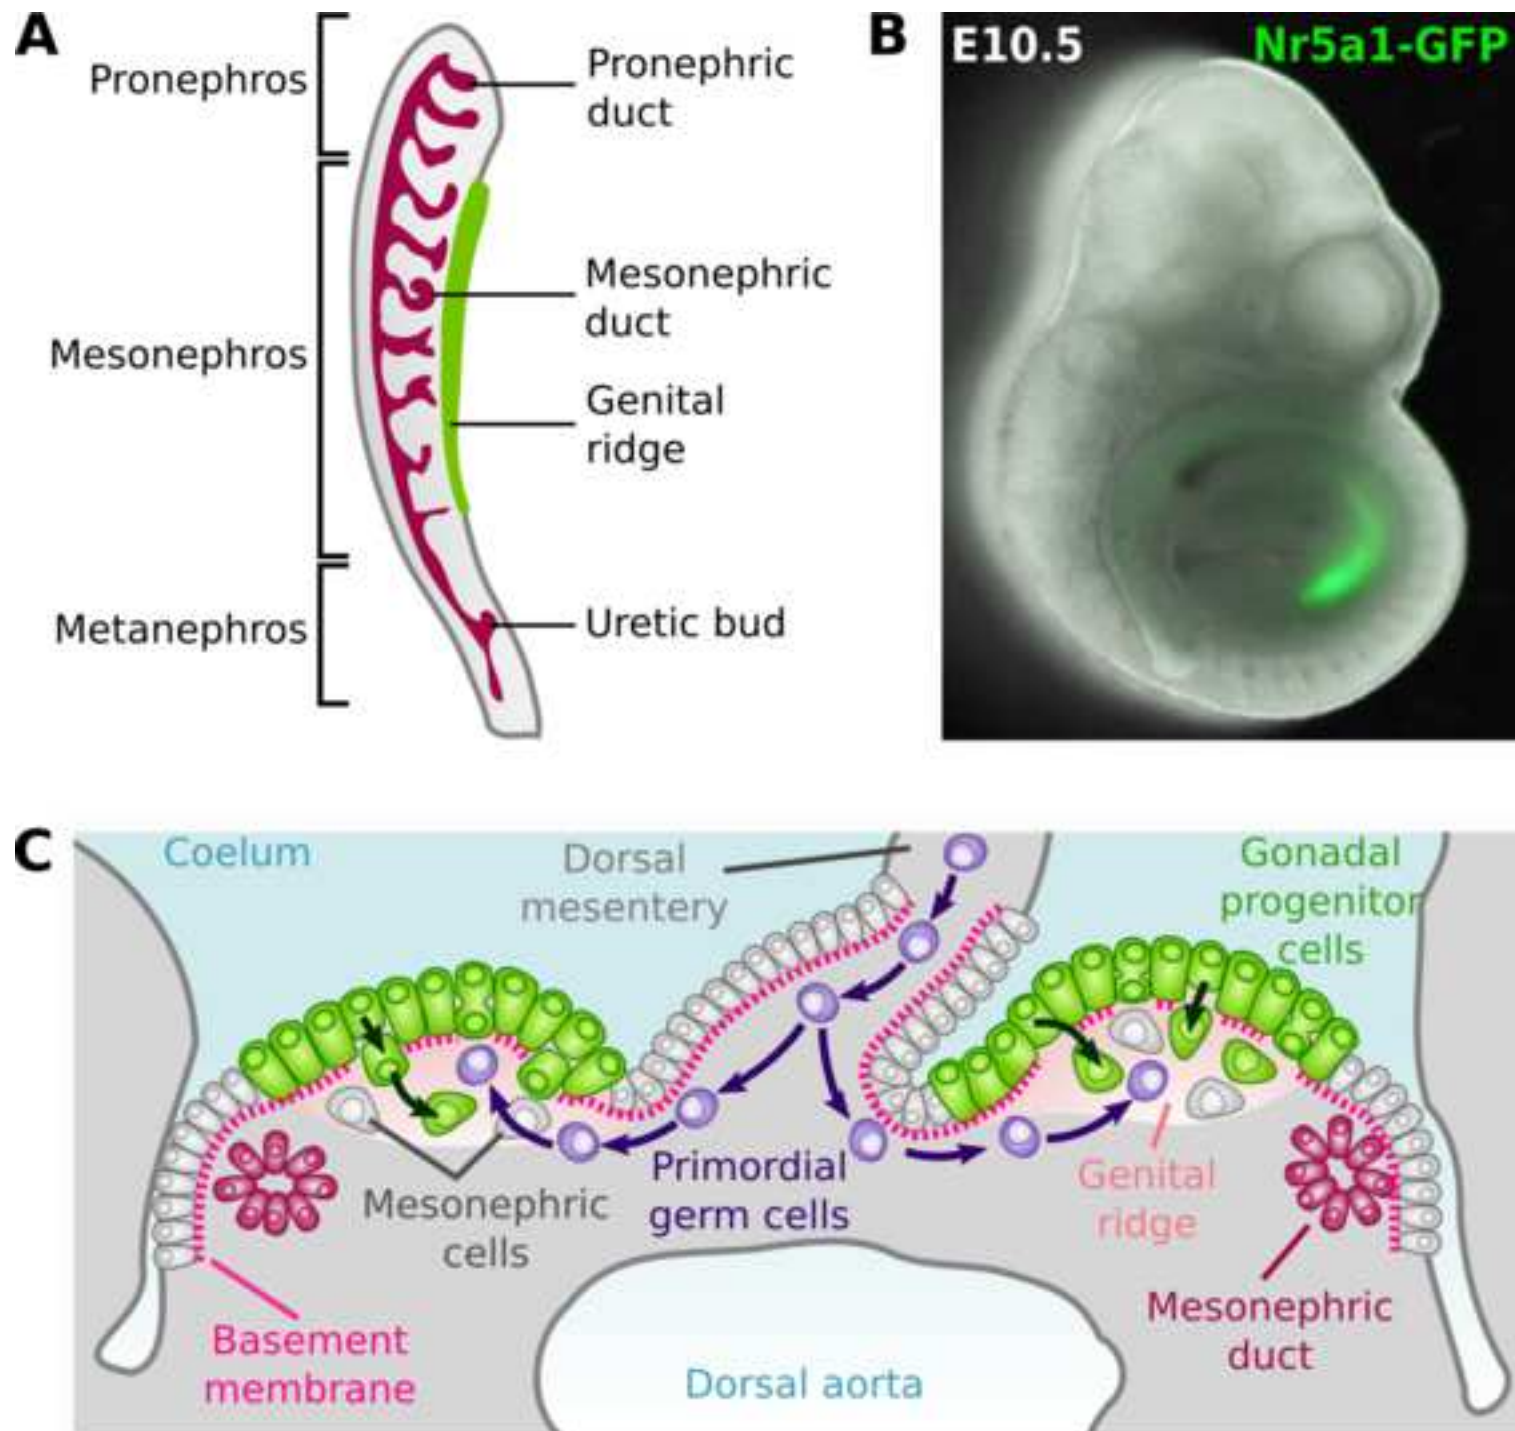 A
Pronephros
Mesonephros
Metanephros
Pronephric
duct
Mesonephric
duct
Genital
ridge
Uretic bud
B
E10.5
Nr5a1-GFP
C
Coelum
Dorsal
mesentery
Gonadal
progenitor
cells
Mesonephric
cells
Primordial
germ cells
Genital
ridge
Basement
membrane
Dorsal aorta
Mesonephric
duct